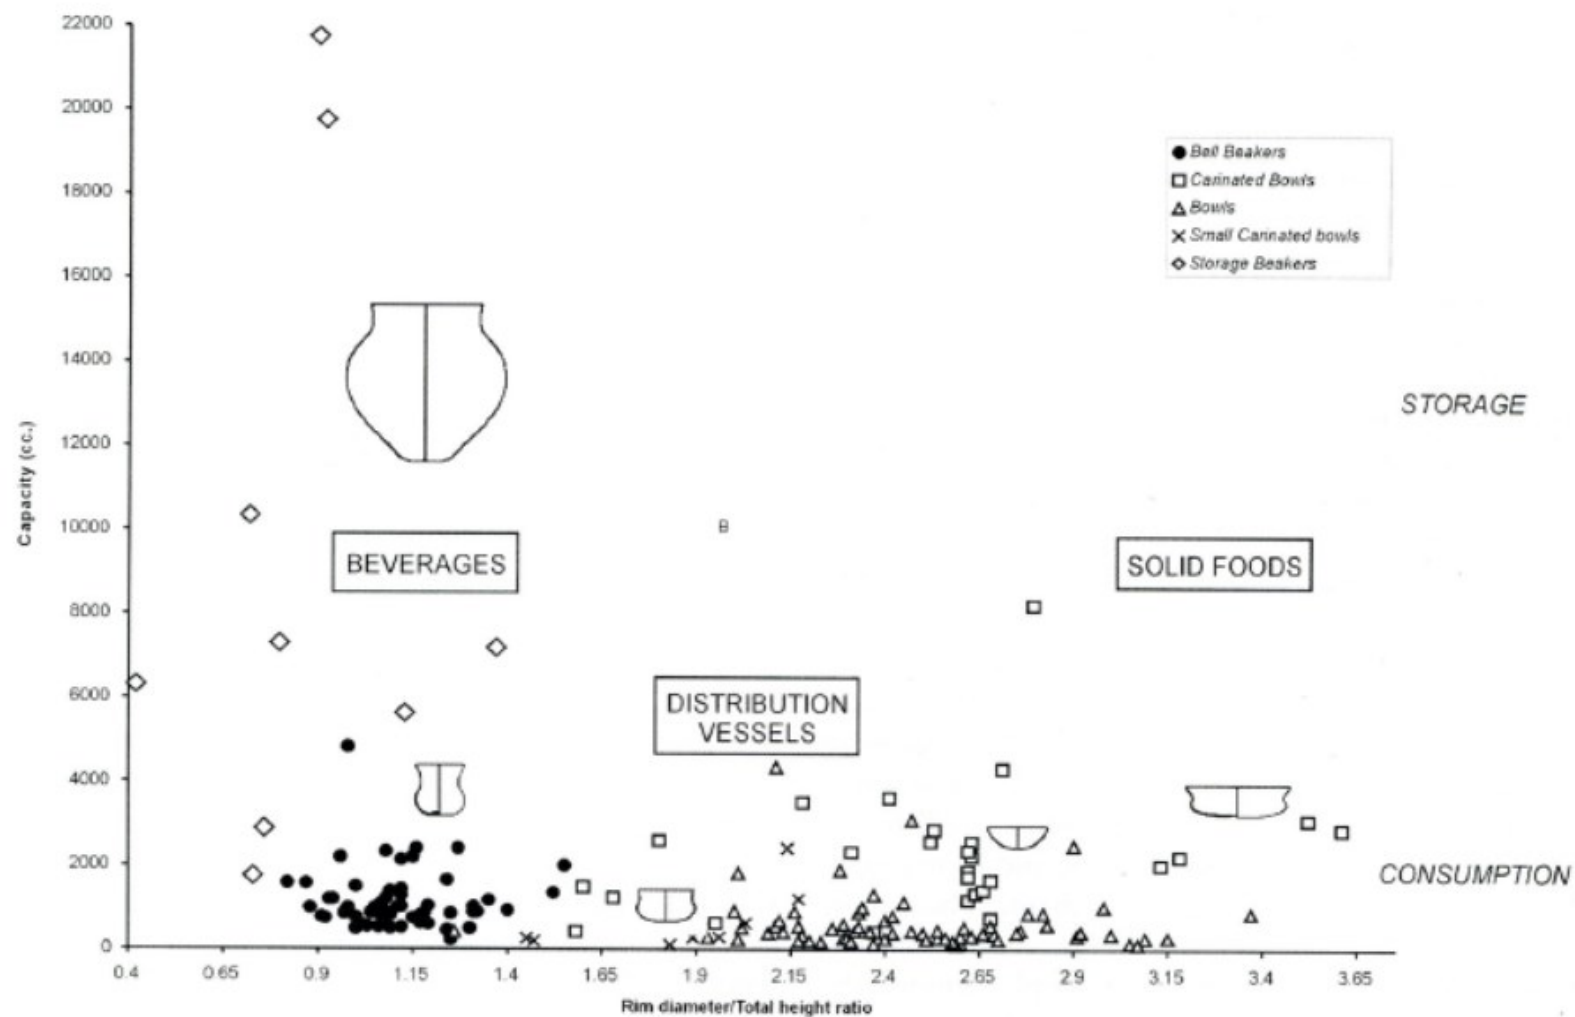 22000
20000
18000
16000
14000
12000
10000
8000
6000
4000
2000
0
Capacity (cc.)
Bell Beakers
Carinated Bowls
Bowls
Small Carinated bowls
Storage Beakers
STORAGE
BEVERAGES
SOLID FOODS
DISTRIBUTION
VESSELS
CONSUMPTION
0.4 0.65 0.9 1.15 1.4 1.65 1.9 2.15 2.4 2.65 2.9 3.15 3.4 3.65
Rim diameter/Total height ratio